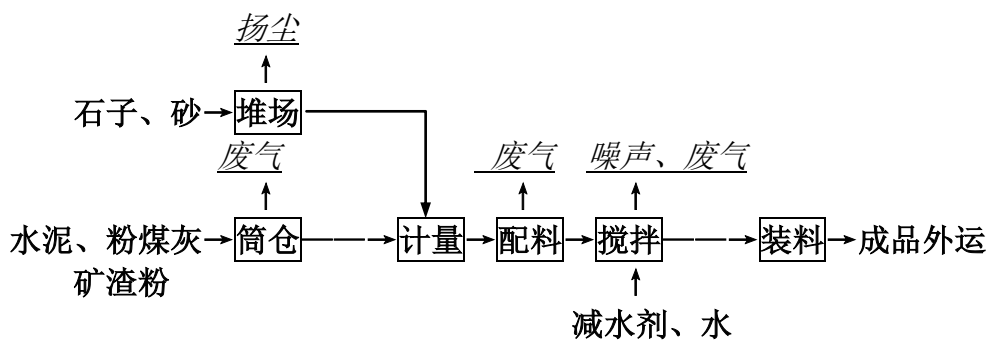 扬尘
石子、砂
堆场
废气
废气
噪声、废气
水泥、粉煤灰
矿渣粉
筒仓
计量
配料
搅拌
装料
成品外运
减水剂、水